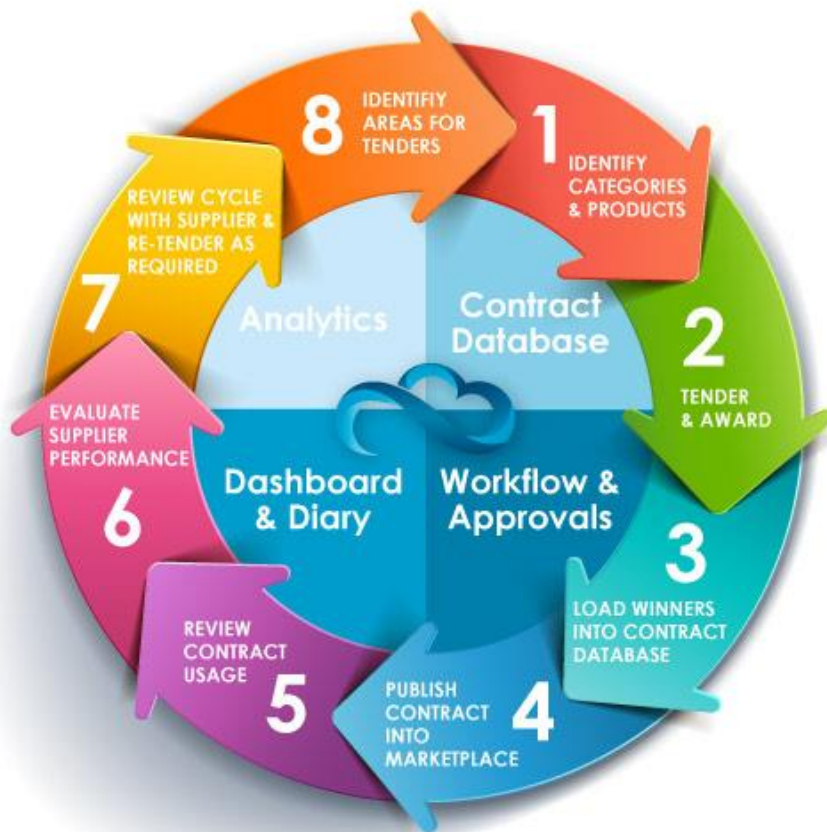 8
IDENTIFIY
AREAS FOR
TENDERS
1
IDENTIFY
CATEGORIES
& PRODUCTS
2
TENDER
& AWARD
3
LOAD WINNERS
INTO CONTRACT
DATABASE
4
PUBLISH
CONTRACT
INTO
MARKETPLACE
5
REVIEW
CONTRACT
USAGE
6
EVALUATE
SUPPLIER
PERFORMANCE
7
REVIEW CYCLE
WITH SUPPLIER &
RE-TENDER AS
REQUIRED
Analytics
Contract
Database
Dashboard
& Diary
Workflow &
Approvals